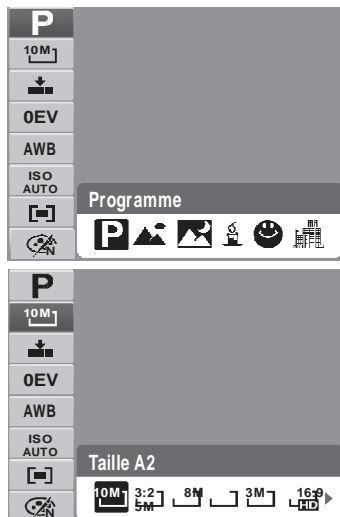 P
10M
0EV
AWB
ISO
AUTO
N
Programme
P
P
10M
0EV
AWB
ISO
AUTO
N
Taille A2
10M 3:2 5M 8M 3M 16:9 HD